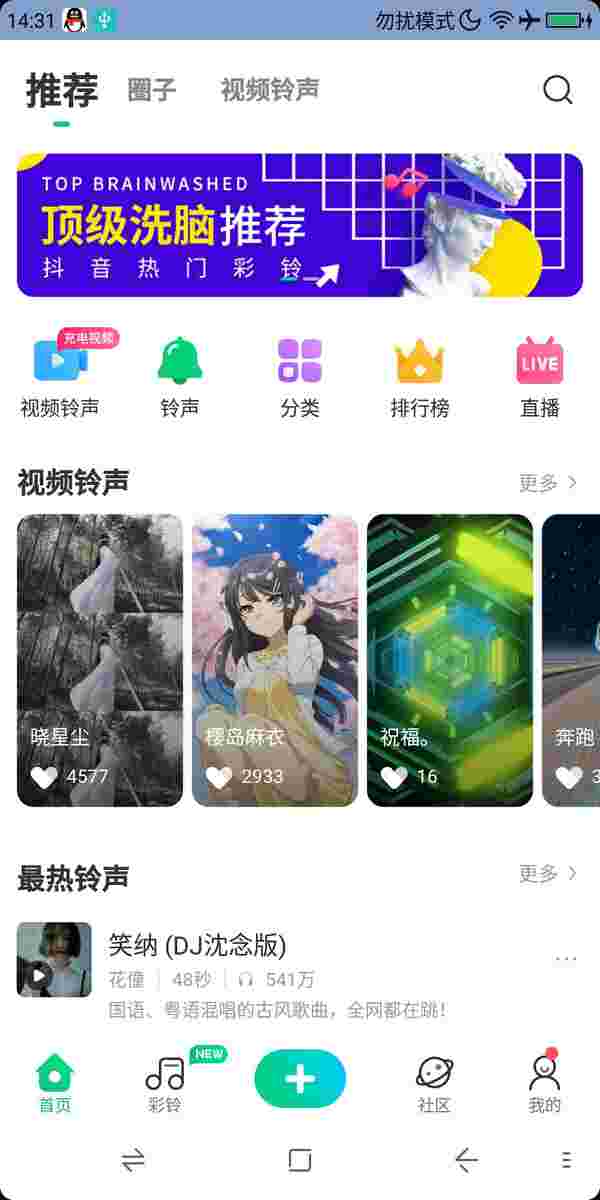 14:31 勿扰模式
推荐 圈子 视频铃声
TOP BRAINWASHED
顶级洗脑推荐
抖音热门彩铃
充电视频
LIVE
视频铃声 铃声 分类 排行榜 直播
视频铃声 更多
晓星尘 樱岛麻衣 祝福。 奔跑
4577 2933 16 3
最热铃声 更多
笑纳 (DJ沈念版)
花僮 48秒 541万
国语、粤语混唱的古风歌曲，全网都在跳！
NEW
首页 彩铃 社区 我的